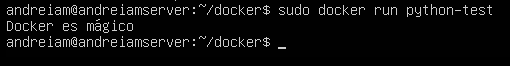 andreiam@andreiamserver:~/docker$ sudo docker run python-test
Docker es mágico
andreiam@andreiamserver:~/docker$ _